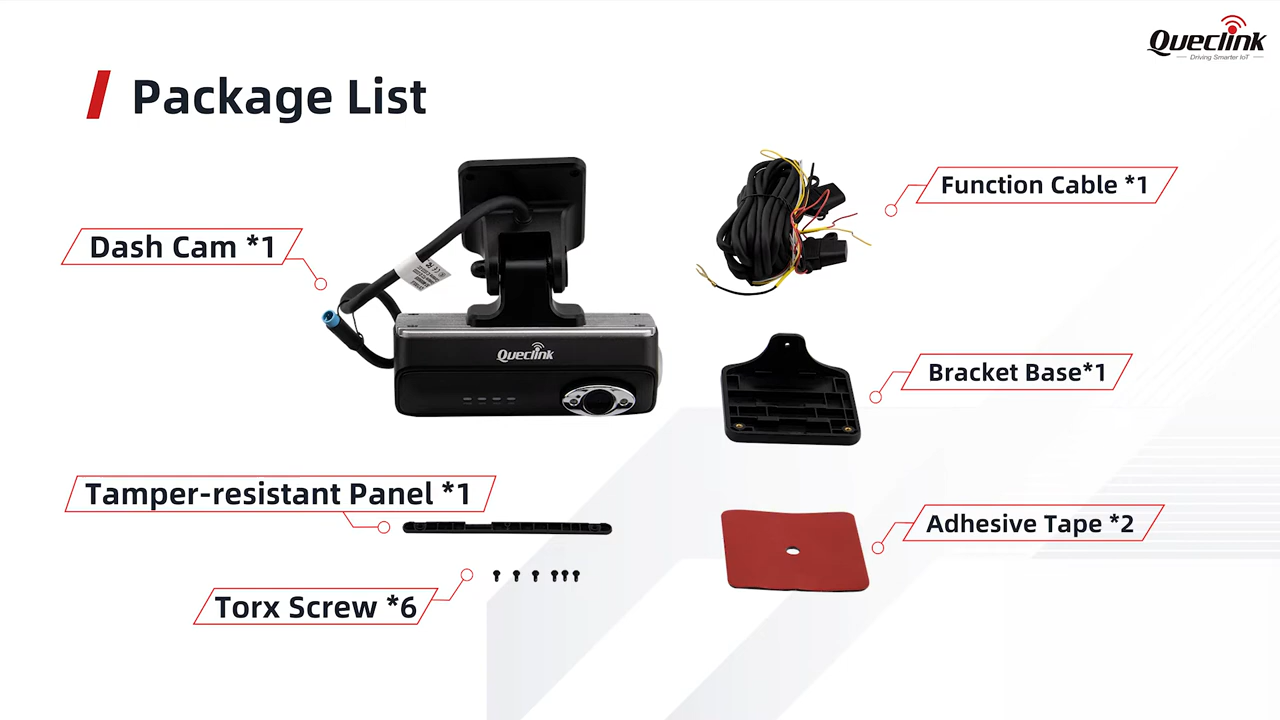 Queclink
Driving Smarter IoT
Package List
Dash Cam *1
Function Cable *1
Queclink
Bracket Base*1
Tamper-resistant Panel *1
Adhesive Tape *2
Torx Screw *6